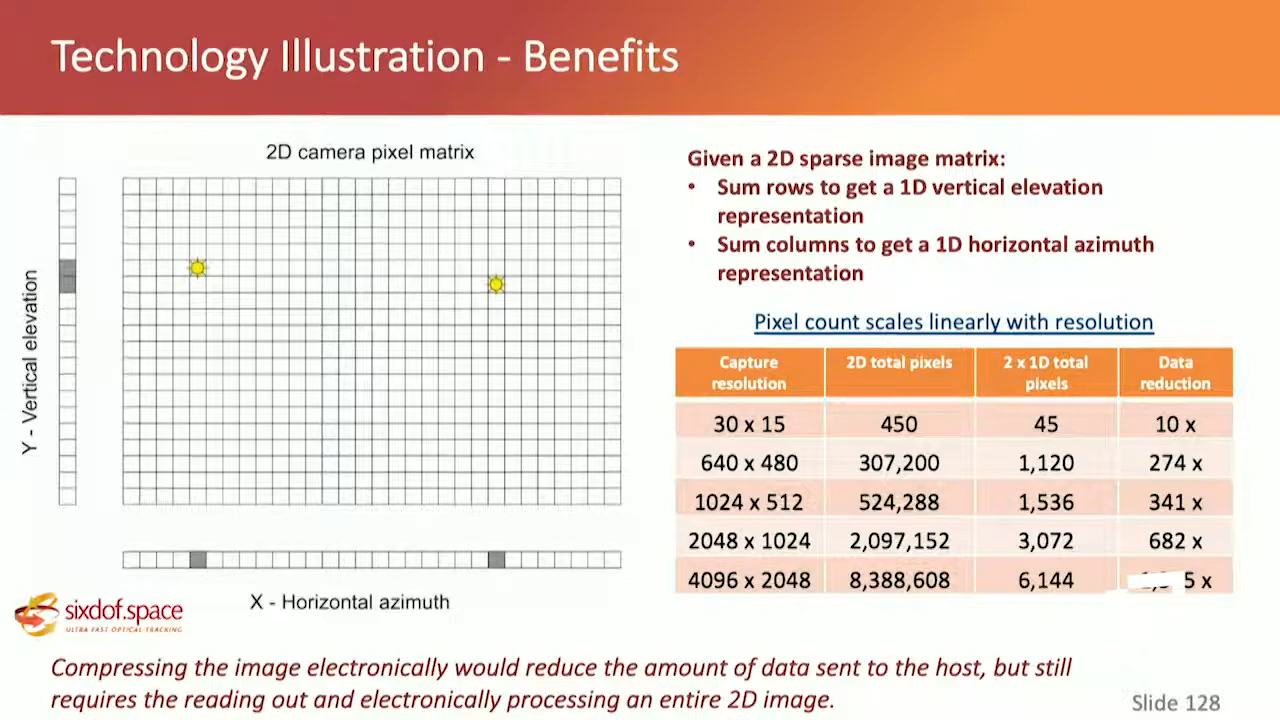 Technology Illustration - Benefits
2D camera pixel matrix
Y - Vertical elevation
X - Horizontal azimuth
sixdof.space
ULTRA FAST OPTICAL TRACKING
Given a 2D sparse image matrix:
• Sum rows to get a 1D vertical elevation
representation
• Sum columns to get a 1D horizontal azimuth
representation
Pixel count scales linearly with resolution
Capture resolution 2D total pixels 2 x 1D total pixels Data reduction
30 x 15 450 45 10 x
640 x 480 307,200 1,120 274 x
1024 x 512 524,288 1,536 341 x
2048 x 1024 2,097,152 3,072 682 x
4096 x 2048 8,388,608 6,144 x
Compressing the image electronically would reduce the amount of data sent to the host, but still
requires the reading out and electronically processing an entire 2D image.
Slide 128